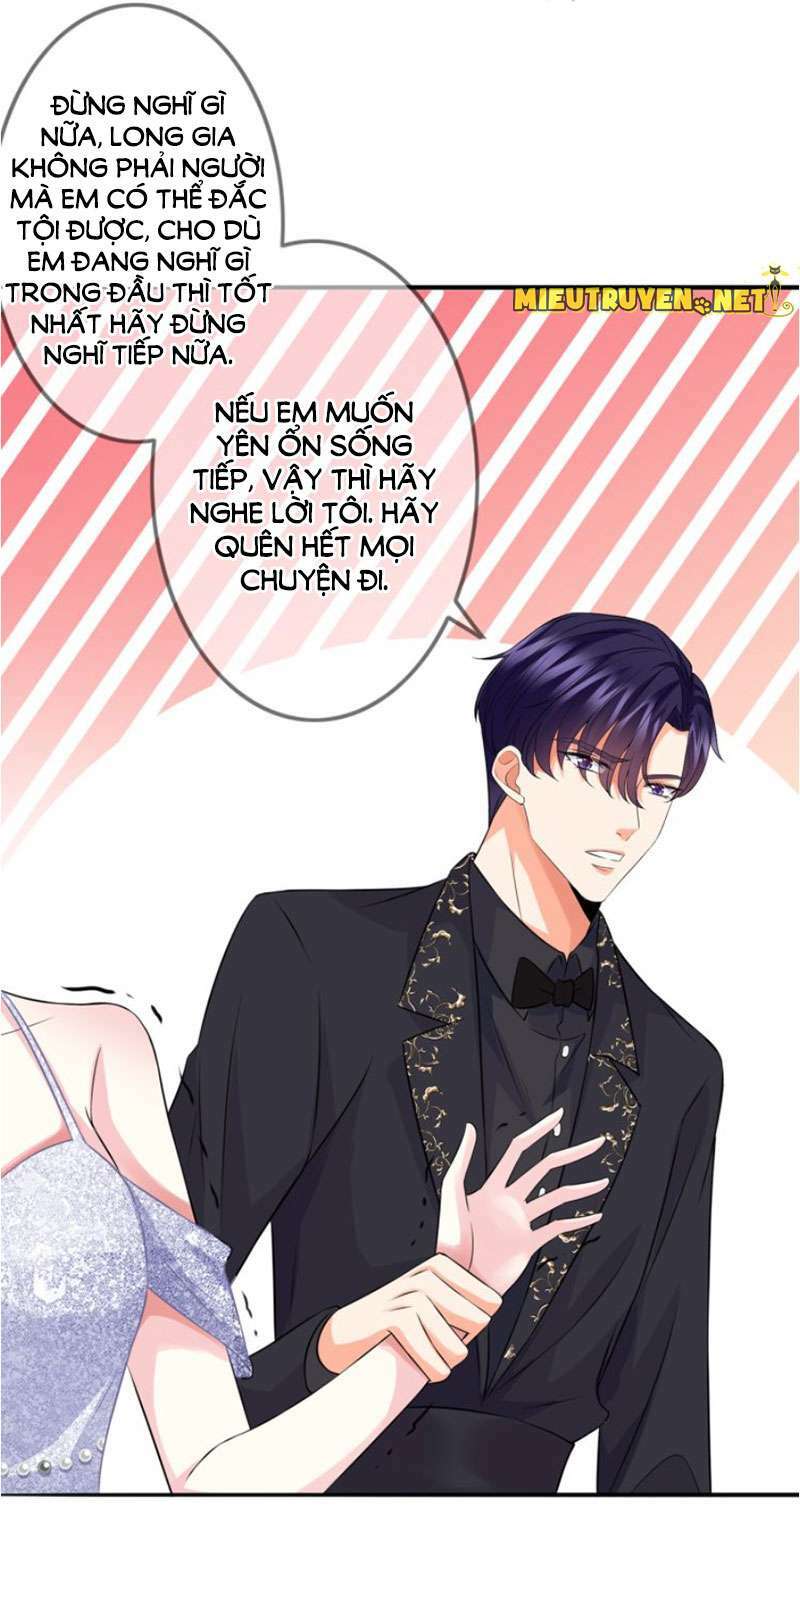 ĐỪNG NGHĨ GÌ
NỮA, LONG GIA
KHÔNG PHẢI NGƯỜI
MÀ EM CÓ THỂ ĐẮC
TỘI ĐƯỢC, CHO DÙ
EM ĐANG NGHĨ GÌ
TRONG ĐẦU THÌ TỐT
NHẤT HÃY ĐỪNG
NGHĨ TIẾP NỮA.
MIEUTRUYEN.NET
NẾU EM MUỐN
YÊN ỔN SỐNG
TIẾP, VẬY THÌ HÃY
NGHE LỜI TÔI. HÃY
QUÊN HẾT MỌI
CHUYỆN ĐI.